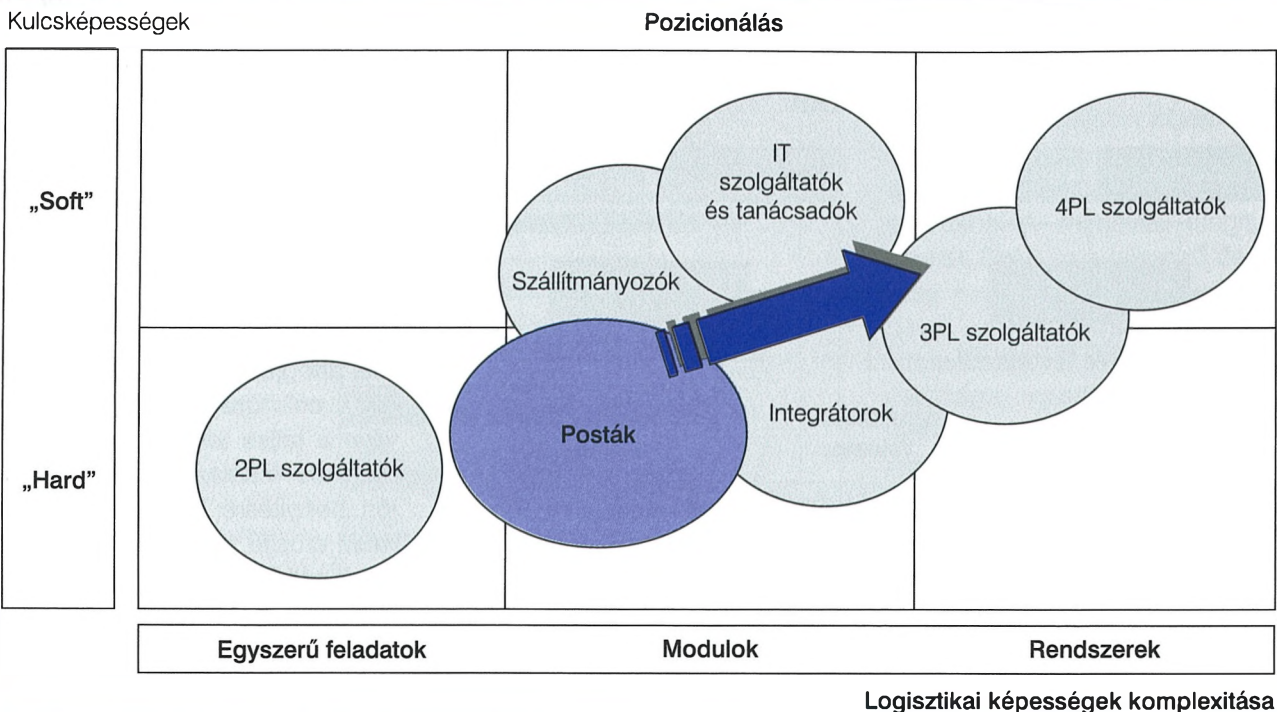 Kulcsképességek
Pozicionálás
„Soft”
IT
szolgáltatók
és tanácsadók
4PL szolgáltatók
Szállítmányozók
3PL szolgáltatók
Integrátorok
Posták
2PL szolgáltatók
„Hard”
Egyszerű feladatok
Modulok
Rendszerek
Logisztikai képességek komplexitása